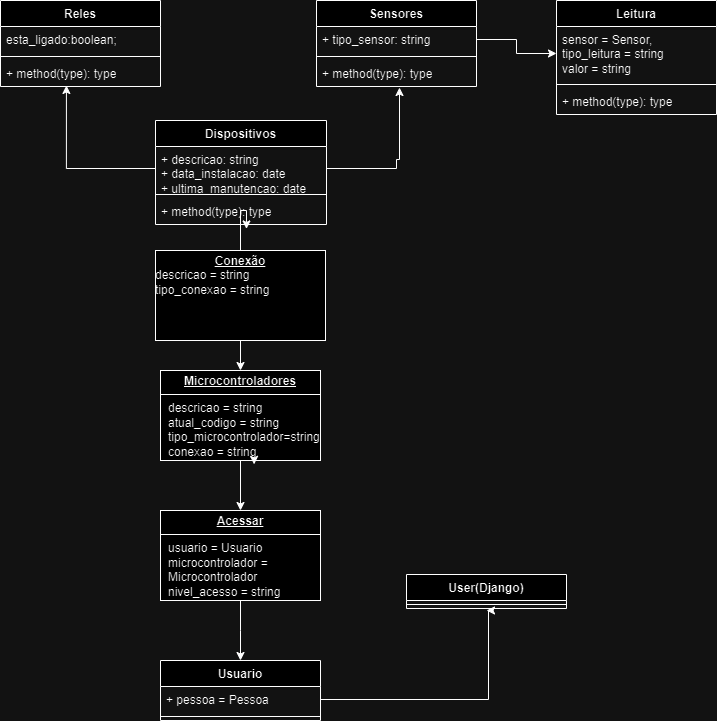 Reles
esta_ligado:boolean;
+ method(type): type
Sensores
+ tipo_sensor: string
+ method(type): type
Leitura
sensor = Sensor,
tipo_leitura = string
valor = string
+ method(type): type
Dispositivos
+ descricao: string
+ data_instalacao: date
+ ultima_manutencao: date
+ method(type): type
Conexão
descricao = string
tipo_conexao = string
Microcontroladores
descricao = string
atual_codigo = string
tipo_microcontrolador=string
conexao = string
Acessar
usuario = Usuario
microcontrolador =
Microcontrolador
nivel_acesso = string
User(Django)
Usuario
+ pessoa = Pessoa